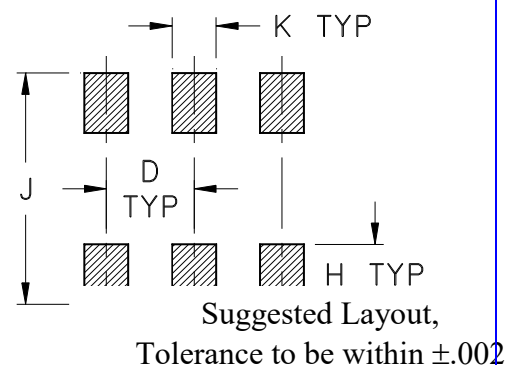 K TYP
D
TYP
J
H TYP
Suggested Layout,
Tolerance to be within ±.002